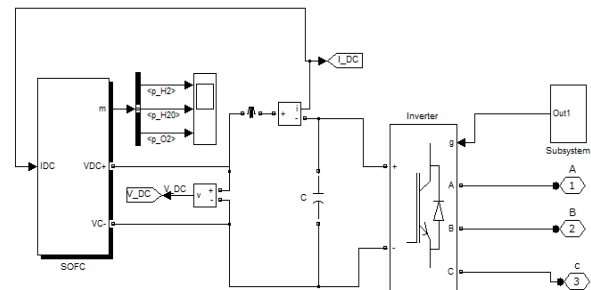 I_DC
m
<p_H2>
<p_H20>
<p_O2>
+ i
-
Inverter
Out1
Subsystem
g
IDC
VDC+
V_DC
V_DC
v + -
C
VC-
SOFC
+
-
A
B
C
A
1
B
2
c
3